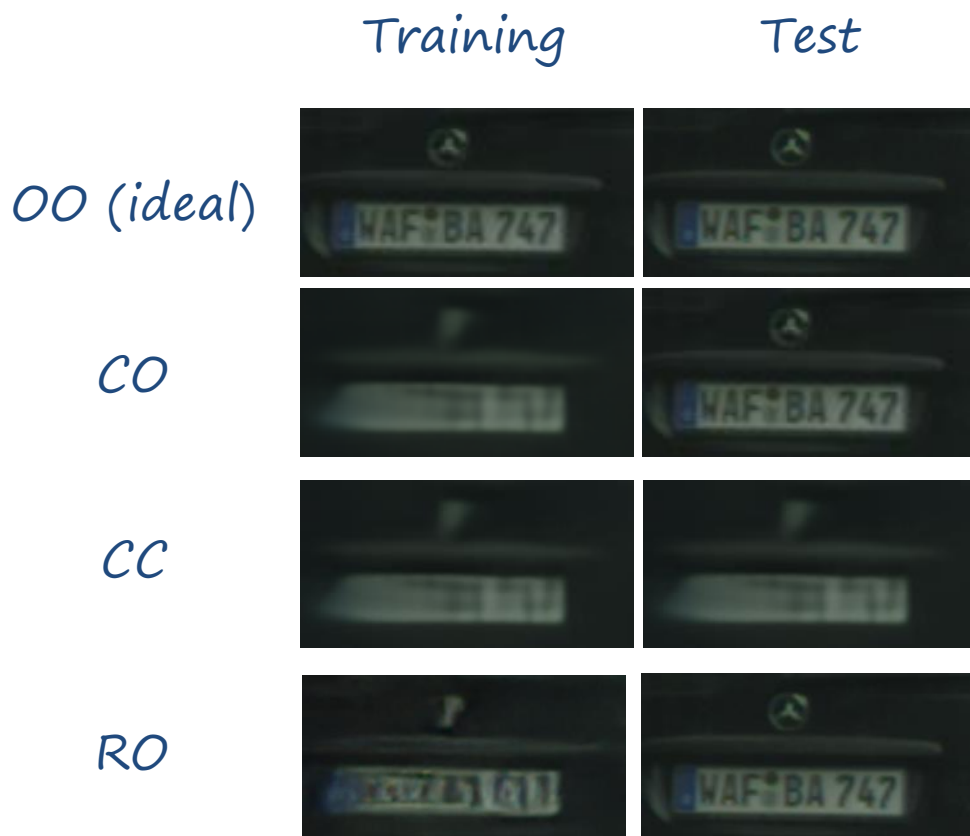 Training Test
OO (ideal)
WAF BA 747
WAF BA 747
CO
WAF BA 747
CC
RO
WAF BA 747